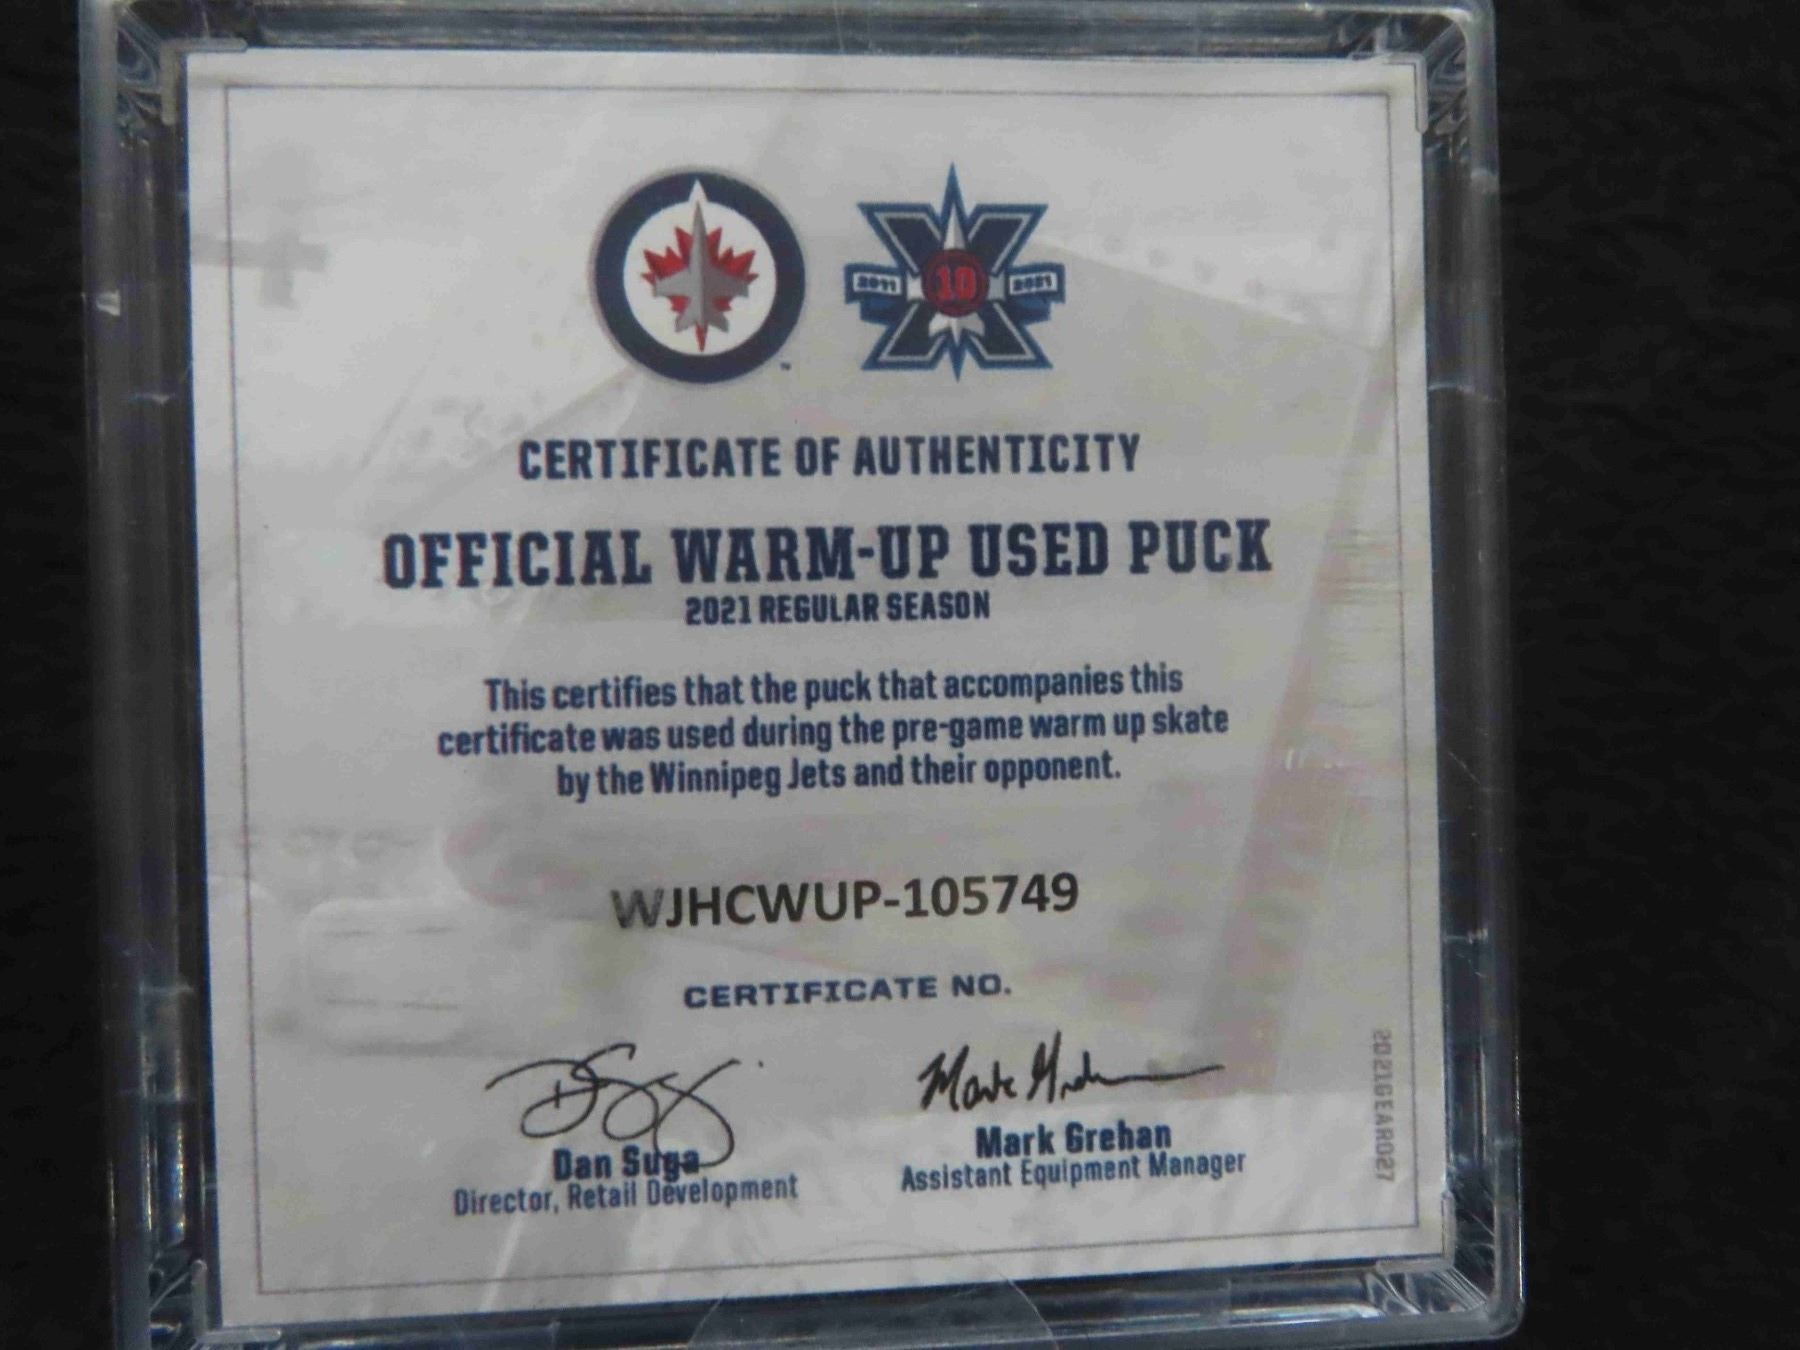 2011 10 2021
CERTIFICATE OF AUTHENTICITY
OFFICIAL WARM-UP USED PUCK
2021 REGULAR SEASON
This certifies that the puck that accompanies this
certificate was used during the pre-game warm up skate
by the Winnipeg Jets and their opponent.
WJHCWUP-105749
CERTIFICATE NO.
Dan Suga
Director, Retail Development
Mark Grehan
Mark Grehan
Assistant Equipment Manager
2021GEAR027